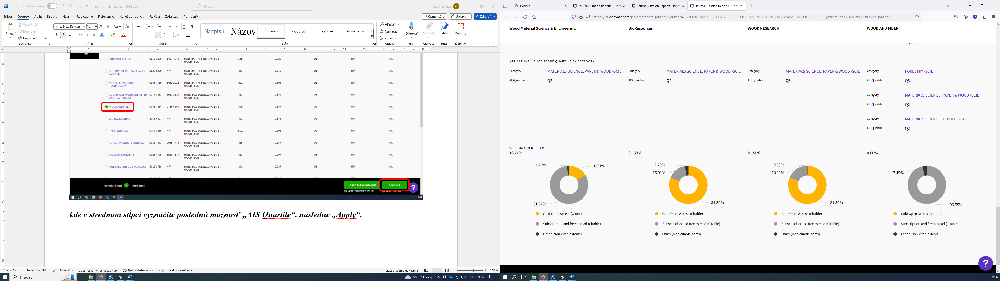 Automatické ukladanie
ipa_formular_ziadosti_2024.docx
Hľadať
Rastislav Igaz
RI
Súbor Domov Vložiť Kresliť Návrh Rozloženie Referencie Korešpondencia Revízia Zobraziť Pomocník
Komentáre Úpravy Zdieľať
Prilepiť
Vystrihnúť
Kopírovať
Kopírovať formát
Schránka
Times New Roman 12
Písmo
Odsek
Nadpis 1 Názov Normálny Podtitul Výrazný Zvýraznenie
Štýly
Hľadať
Nahradiť
Vybrať
Úpravy
Diktovať
Hlas
Citlivosť
Citlivosť
Editor
Editor
Doplnky
Doplnky
Filter
HOLZFORSCHUNG 0018-3830 1437-434X MATERIALS SCIENCE, PAPER & WOOD - SCIE 1,214 0.928 Q1 N/A N/A
JOURNAL OF PULP AND PAPER SCIENCE 0826-6220 N/A MATERIALS SCIENCE, PAPER & WOOD - SCIE 443 0.810 Q1 N/A N/A
WOOD SCIENCE AND TECHNOLOGY 0043-7719 1432-5225 MATERIALS SCIENCE, PAPER & WOOD - SCIE 622 0.598 Q1 N/A N/A
JOURNAL OF WOOD CHEMISTRY AND TECHNOLOGY 0277-3813 1532-2319 MATERIALS SCIENCE, PAPER & WOOD - SCIE 352 0.589 Q1 N/A N/A
WOOD AND FIBER 0043-7654 0735-6161 MATERIALS SCIENCE, PAPER & WOOD - SCIE 599 0.587 Q2 N/A N/A
APPITA JOURNAL 1038-6807 N/A MATERIALS SCIENCE, PAPER & WOOD - SCIE 322 0.545 Q2 N/A N/A
TAPPI JOURNAL 0734-1415 N/A MATERIALS SCIENCE, PAPER & WOOD - SCIE 2,193 0.396 Q2 N/A N/A
FOREST PRODUCTS JOURNAL 0015-7473 0015-7473 MATERIALS SCIENCE, PAPER & WOOD - SCIE 865 0.357 Q2 N/A N/A
MOKUZAI GAKKAISHI 0021-4795 1880-7577 MATERIALS SCIENCE, PAPER & WOOD - SCIE 633 0.297 Q3 N/A N/A
HOLZ ALS ROH-UND WERKSTOFF 0018-3768 N/A MATERIALS SCIENCE, PAPER & WOOD - SCIE 342 0.287 Q3 N/A N/A
Journals selected 4 Deselect all
Add to Favorites list Compare
Up to 50 journals in one list
?
9:04
kde v strednom stĺpci vyznačíte poslednú možnosť „AIS Quartile“, následne „Apply“,
Strana 3 z 4 Počet slov: 294 Slovenčina Dokončovanie textu: zapnuté Zjednodušenie prístupu: pozrite si odporúčania
Zobrazenie na čítanie 200 %
Hľadať
5°C Cloudy SLK 9:06
Google
Journal Citation Reports - Hom
Journal Citation Reports - Journ
Journal Citation Reports - Com
https://jcr.clarivate.com/jcr-cj/compare-journals?journals=["WOOD MATER SCI ENG","BIORESOURCES","WOOD RES-SLOVAKIA","WOOD FIBER SCI"]&fromPage=%2Fjcr%2Fbrowse-journals
EN
Wood Material Science & Engineering BioResources WOOD RESEARCH WOOD AND FIBER
ARTICLE INFLUENCE SCORE QUARTILE BY CATEGORY
Category MATERIALS SCIENCE, PAPER & WOOD -SCIE Category MATERIALS SCIENCE, PAPER & WOOD -SCIE Category MATERIALS SCIENCE, PAPER & WOOD -SCIE Category FORESTRY -SCIE
AIS Quartile Q2 AIS Quartile Q2 AIS Quartile Q3 AIS Quartile Q3
Category MATERIALS SCIENCE, PAPER & WOOD -SCIE
AIS Quartile Q2
Category MATERIALS SCIENCE, TEXTILES -SCIE
AIS Quartile Q2
% OF OA GOLD - ITEMS
16.71% 81.39% 81.50% 0.00%
1.42% 16.71% 2.70% 0.39%
15.91% 18.11% 3.45%
81.87% 81.39% 81.50% 96.55%
Gold Open Access (Citable) Gold Open Access (Citable) Gold Open Access (Citable) Gold Open Access (Citable)
Subscription and free to read (Citable) Subscription and free to read (Citable) Subscription and free to read (Citable) Subscription and free to read (Citable)
Other (Non-citable items) Other (Non-citable items) Other (Non-citable items) Other (Non-citable items)
?
9:06